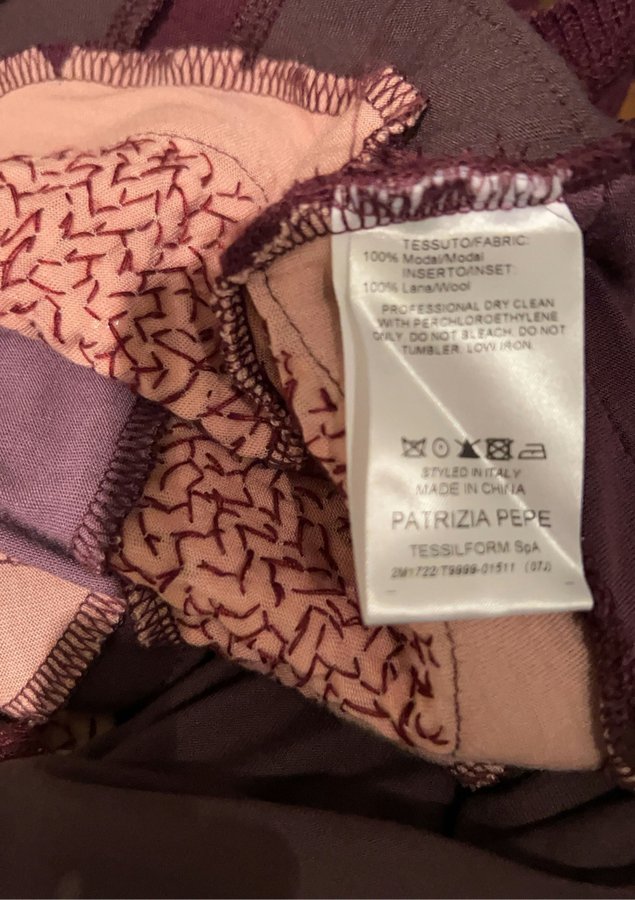 TESSUTO/FABRIC:
100% Modal/Modal
INSERTO/INSET:
100% Lana/Wool
PROFESSIONAL DRY CLEAN
WITH PERCHLOROETHYLENE
ONLY. DO NOT BLEACH. DO NOT
TUMBLER. LOW IRON.
STYLED IN ITALY
MADE IN CHINA
PATRIZIA PEPE
TESSILFORM SpA
2M1722/T9999-01511 (07J)